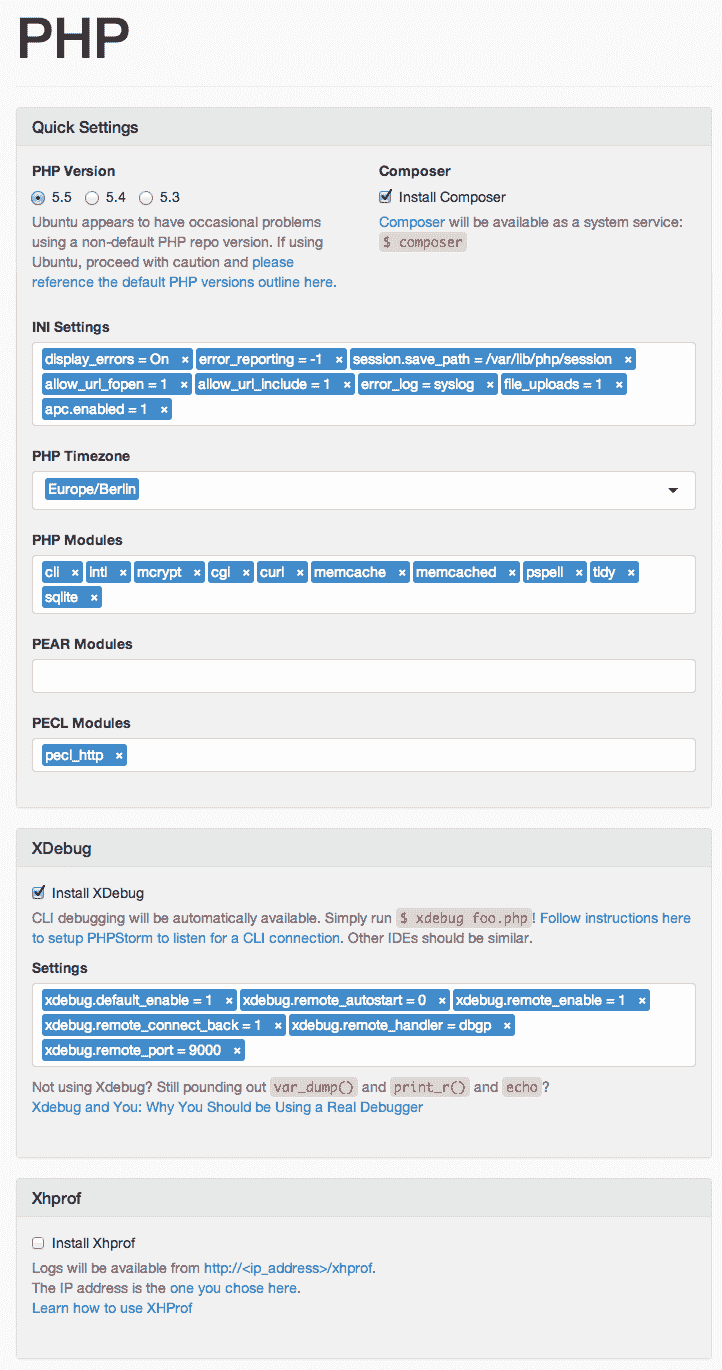 PHP
Quick Settings
PHP Version
5.5 5.4 5.3
Ubuntu appears to have occasional problems
using a non-default PHP repo version. If using
Ubuntu, proceed with caution and please
reference the default PHP versions outline here.
Composer
Install Composer
Composer will be available as a system service:
$ composer
INI Settings
display_errors = On × error_reporting = -1 × session.save_path = /var/lib/php/session ×
allow_url_fopen = 1 × allow_url_include = 1 × error_log = syslog × file_uploads = 1 ×
apc.enabled = 1 ×
PHP Timezone
Europe/Berlin
PHP Modules
cli × intl × mcrypt × cgi × curl × memcache × memcached × pspell × tidy ×
sqlite ×
PEAR Modules
PECL Modules
pecl_http ×
XDebug
Install XDebug
CLI debugging will be automatically available. Simply run $ xdebug foo.php! Follow instructions here
to setup PHPStorm to listen for a CLI connection. Other IDEs should be similar.
Settings
xdebug.default_enable = 1 × xdebug.remote_autostart = 0 × xdebug.remote_enable = 1 ×
xdebug.remote_connect_back = 1 × xdebug.remote_handler = dbgp ×
xdebug.remote_port = 9000 ×
Not using Xdebug? Still pounding out var_dump() and print_r() and echo?
Xdebug and You: Why You Should be Using a Real Debugger
Xhprof
Install Xhprof
Logs will be available from http://<ip_address>/xhprof.
The IP address is the one you chose here.
Learn how to use XHProf